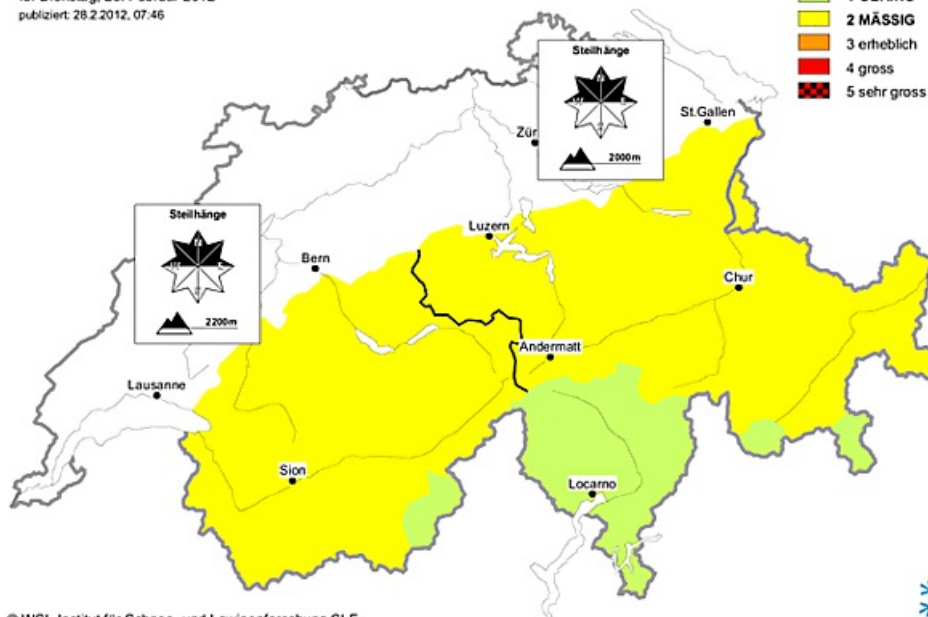 publiziert: 28.2.2012, 07:46
2 MÄSSIG
3 erheblich
4 gross
5 sehr gross
Steilhänge
N
W
E
S
2000m
St.Gallen
Zür
Steilhänge
N
W
E
S
2200m
Luzern
Bern
Chur
Andermatt
Lausanne
Sion
Locarno